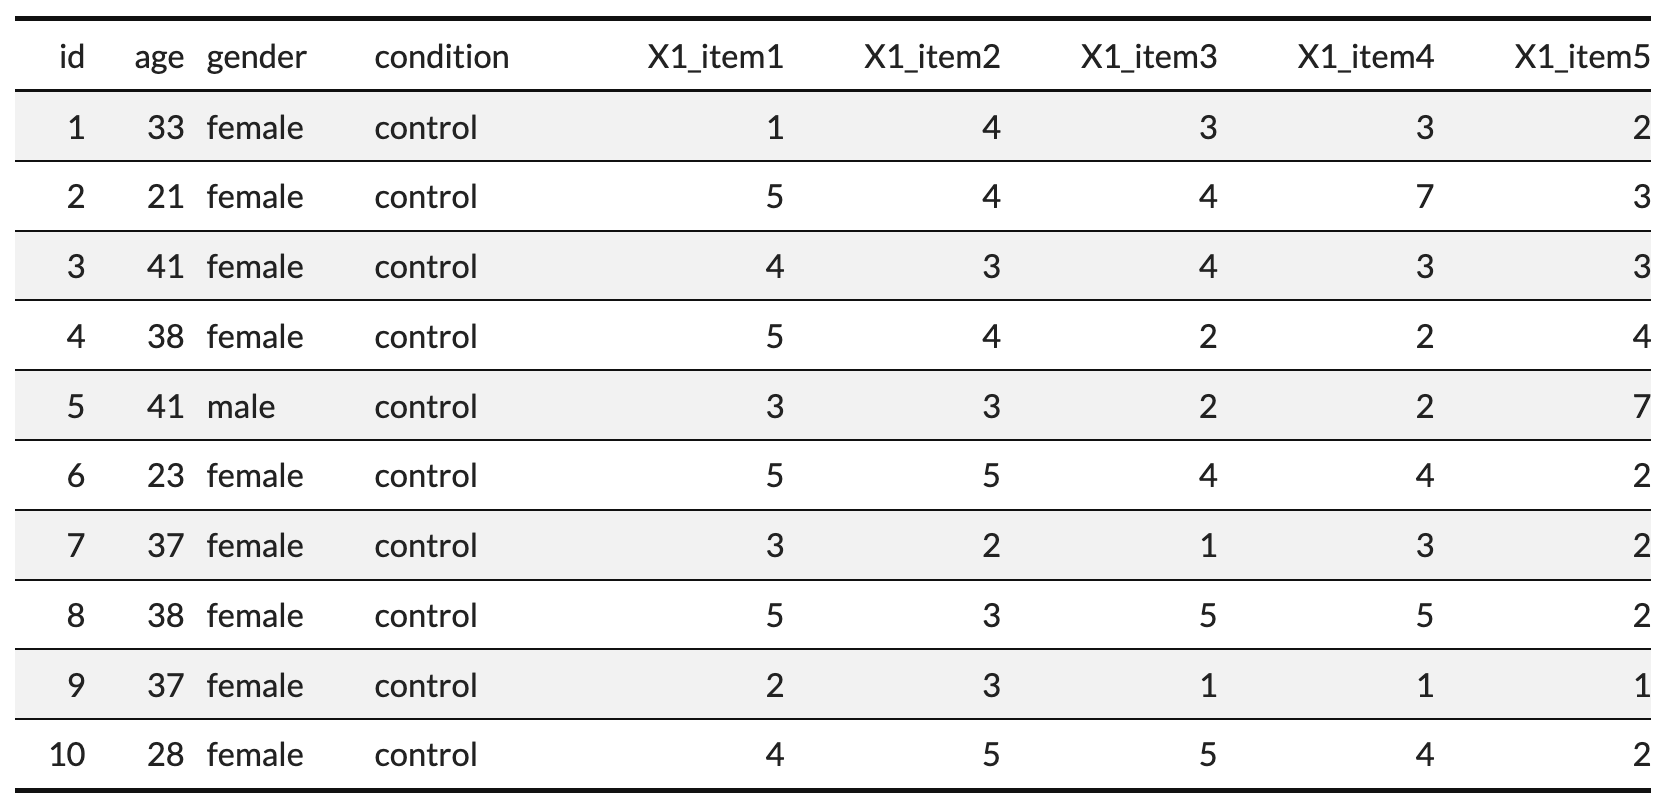 id age gender condition X1_item1 X1_item2 X1_item3 X1_item4 X1_item5
1 33 female control 1 4 3 3 2
2 21 female control 5 4 4 7 3
3 41 female control 4 3 4 3 3
4 38 female control 5 4 2 2 4
5 41 male control 3 3 2 2 7
6 23 female control 5 5 4 4 2
7 37 female control 3 2 1 3 2
8 38 female control 5 3 5 5 2
9 37 female control 2 3 1 1 1
10 28 female control 4 5 5 4 2